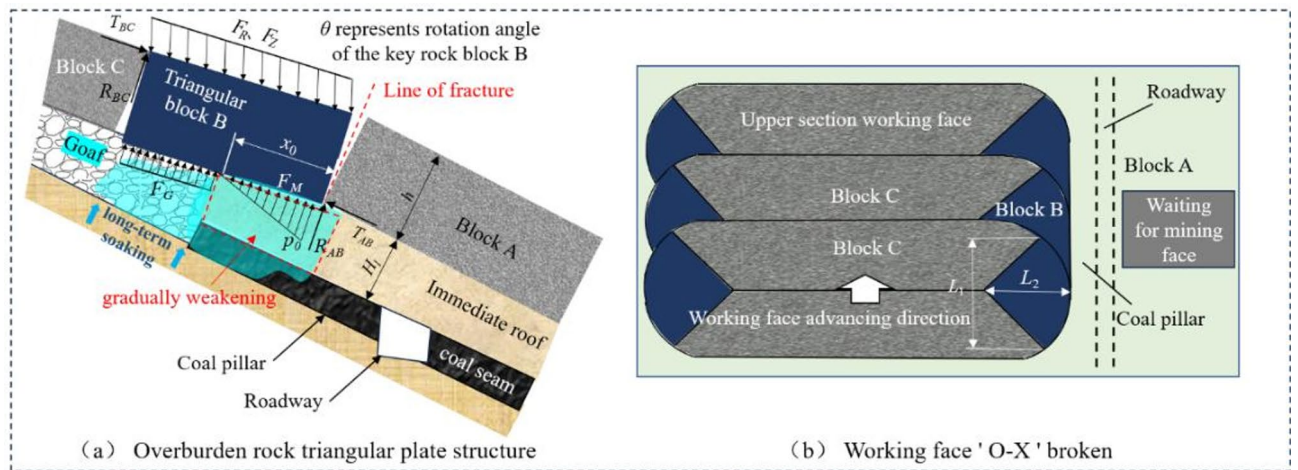 T_BC
F_R、F_Z
θ represents rotation angle
of the key rock block B
Block C
R_BC
Triangular
block B
Line of fracture
x_0
Goaf
F_G
F_M
h
Block A
long-term
soaking
p_0
R_AB
T_AB
H_1
gradually weakening
Immediate roof
Coal pillar
coal seam
Roadway
(a) Overburden rock triangular plate structure
Roadway
Upper section working face
Block A
Block C
Block B
Waiting
for mining
face
Block C
L_1
L_2
Working face advancing direction
Coal pillar
(b) Working face ' O-X ' broken